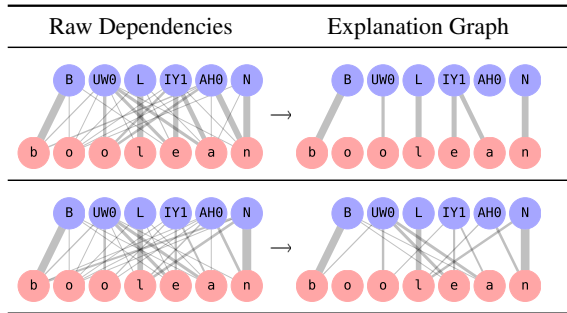 Raw Dependencies Explanation Graph
B UW0 L IY1 AH0 N B UW0 L IY1 AH0 N
→
b o o l e a n b o o l e a n
B UW0 L IY1 AH0 N B UW0 L IY1 AH0 N
→
b o o l e a n b o o l e a n